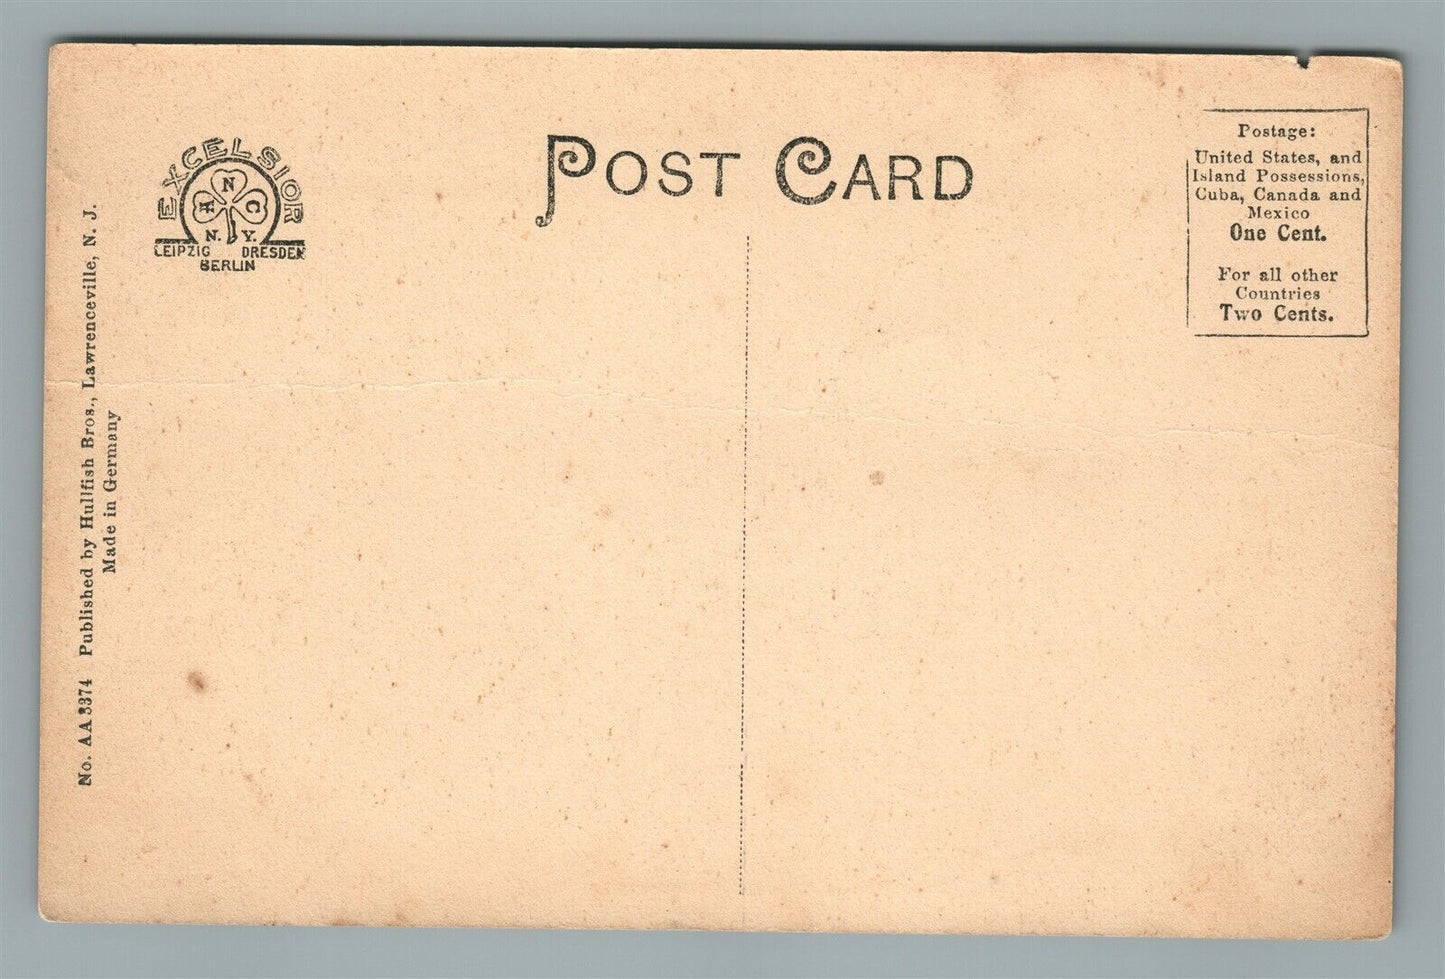 EXCELSIOR
A N C
N. Y.
LEIPZIG DRESDEN
BERLIN
POST CARD
Postage:
United States, and
Island Possessions,
Cuba, Canada and
Mexico
One Cent.
For all other
Countries
Two Cents.
No. AA 3374 Published by Hullfish Bros., Lawrenceville, N. J.
Made in Germany